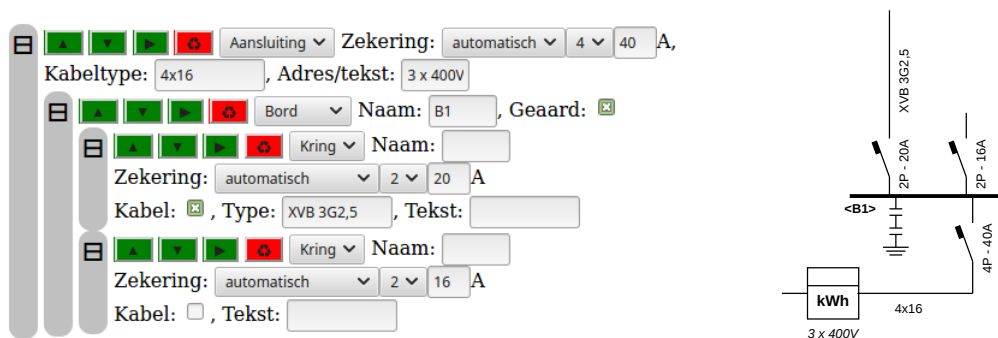 Aansluiting Zekering: automatisch 4 40 A,
Kabeltype: 4x16 , Adres/tekst: 3 x 400V
Bord Naam: B1 , Geaard:
Kring Naam:
Zekering: automatisch 2 20 A
Kabel: , Type: XVB 3G2,5 , Tekst:
Kring Naam:
Zekering: automatisch 2 16 A
Kabel: , Tekst:
XVB 3G2,5
2P - 20A
2P - 16A
<B1>
4P - 40A
kWh
4x16
3 x 400V